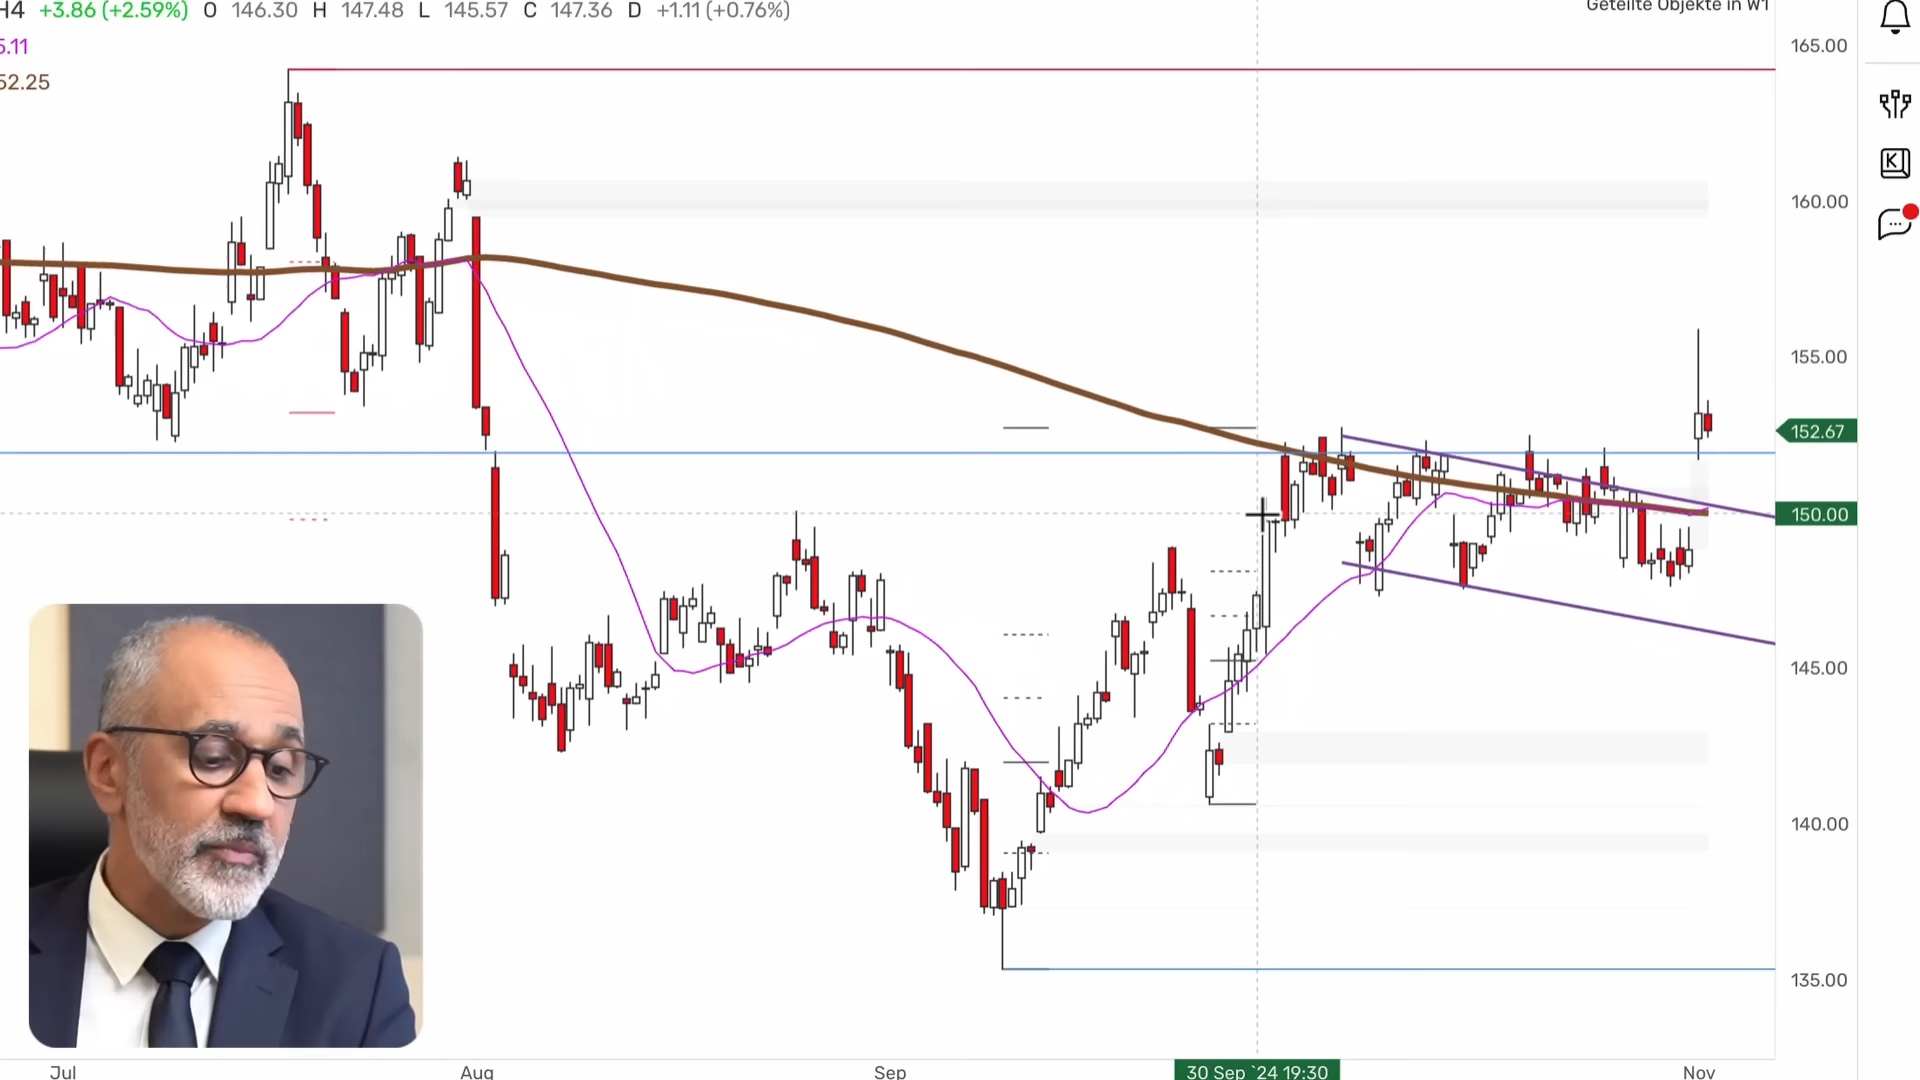 H4 +3.86 (+2.59%) O 146.30 H 147.48 L 145.57 C 147.36 D +1.11 (+0.76%)
Geteilte Objekte in W1
5.11
52.25
165.00
160.00
155.00
152.67
150.00
145.00
140.00
135.00
K
Jul Aug Sep 30 Sep `24 19:30 Nov